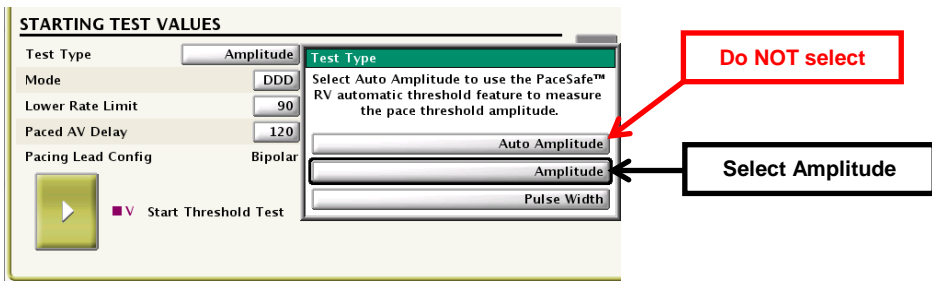 STARTING TEST VALUES
Test Type Amplitude
Mode DDD
Lower Rate Limit 90
Paced AV Delay 120
Pacing Lead Config Bipolar
V Start Threshold Test
Test Type
Select Auto Amplitude to use the PaceSafe™
RV automatic threshold feature to measure
the pace threshold amplitude.
Auto Amplitude
Amplitude
Pulse Width
Do NOT select
Select Amplitude